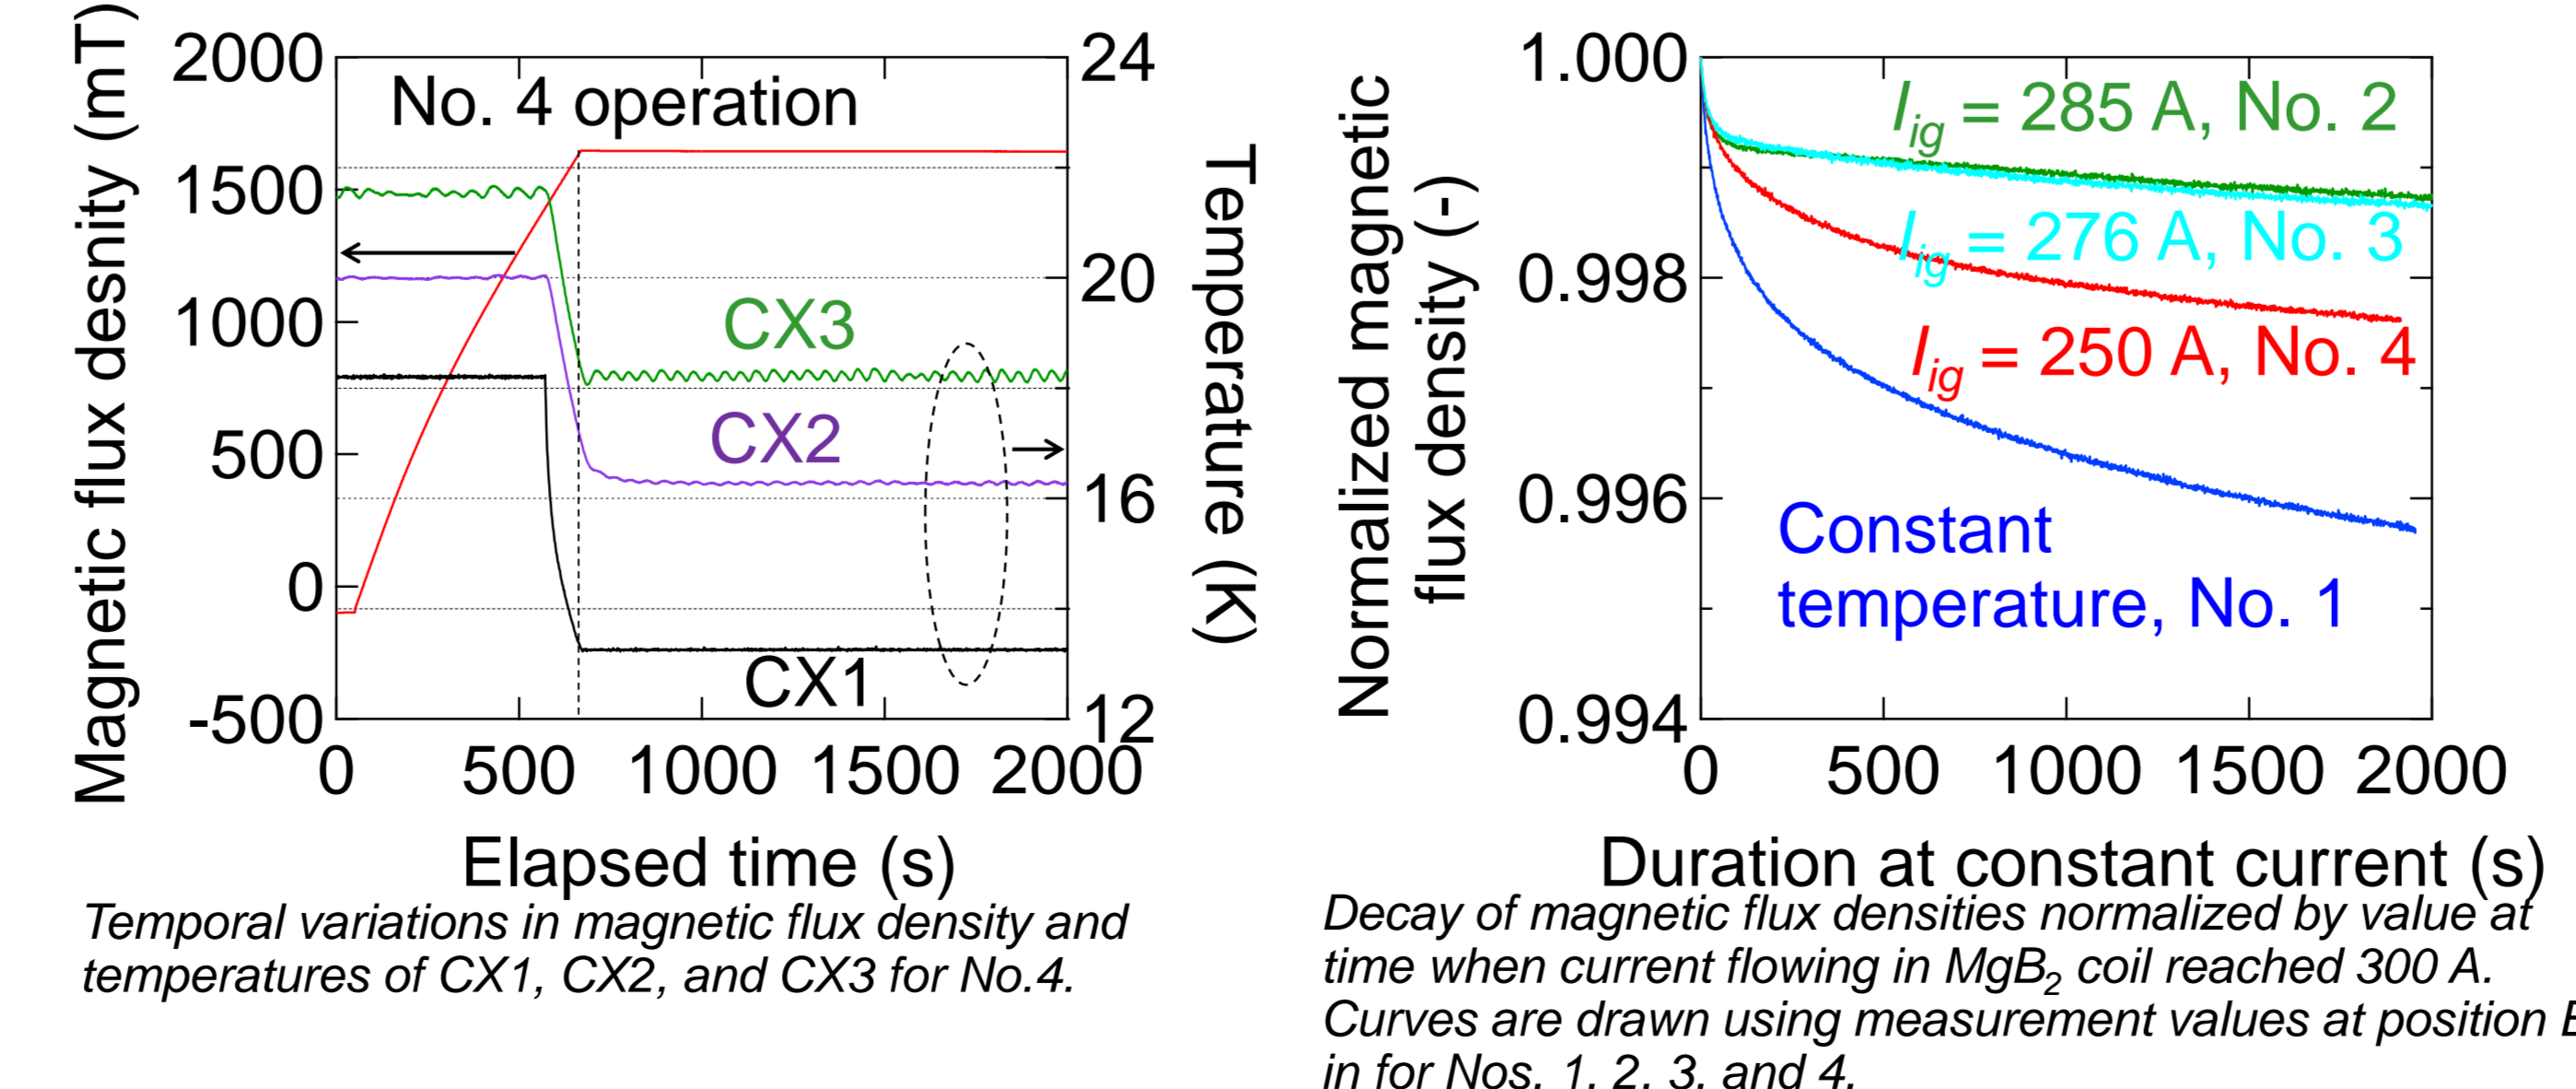 Magnetic flux desnity (mT)
2000
1500
1000
500
0
-500
No. 4 operation
CX3
CX2
CX1
24
20
16
12
Temperature (K)
0 500 1000 1500 2000
Elapsed time (s)
Temporal variations in magnetic flux density and
temperatures of CX1, CX2, and CX3 for No.4.
Normalized magnetic
flux density (-)
1.000
0.998
0.996
0.994
Iig = 285 A, No. 2
Iig = 276 A, No. 3
Iig = 250 A, No. 4
Constant
temperature, No. 1
0 500 1000 1500 2000
Duration at constant current (s)
Decay of magnetic flux densities normalized by value at
time when current flowing in MgB2 coil reached 300 A.
Curves are drawn using measurement values at position
in for Nos. 1, 2, 3, and 4.